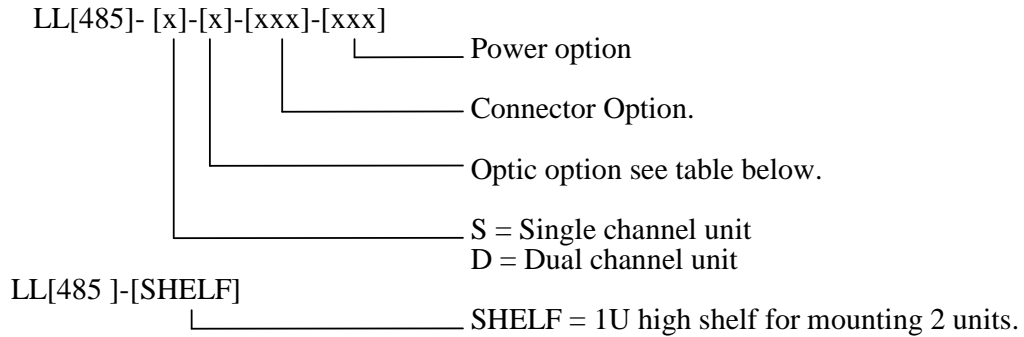 LL[485]- [x]-[x]-[xxx]-[xxx]
Power option
Connector Option.
Optic option see table below.
S = Single channel unit
D = Dual channel unit
LL[485 ]-[SHELF]
SHELF = 1U high shelf for mounting 2 units.